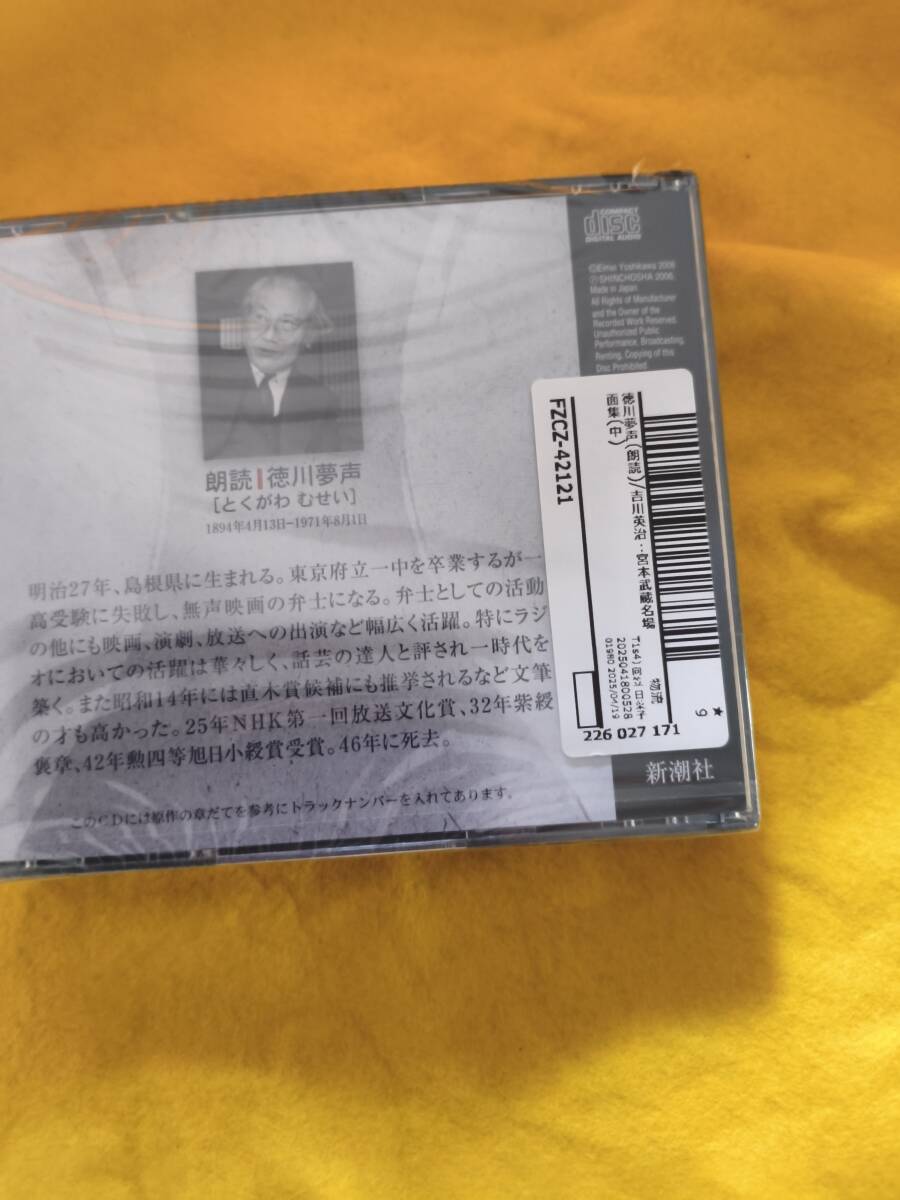 COMPACT
disc
DIGITAL AUDIO
©Eimei Yoshikawa 2006
Ⓟ SHINCHOSHA 2006.
Made in Japan
All Rights of Manufacturer
and the Owner of the
Recorded Work Reserved.
Unauthorized Public
Performance, Broadcasting,
Renting, Copying of this
Disc Prohibited.
朗読 徳川夢声
[とくがわ むせい]
1894年4月13日−1971年8月1日
明治27年、島根県に生まれる。東京府立一中を卒業するが一
高受験に失敗し、無声映画の弁士になる。弁士としての活動
の他にも映画、演劇、放送への出演など幅広く活躍。特にラジ
オにおいての活躍は華々しく、話芸の達人と評され一時代を
築く。また昭和14年には直木賞候補にも推挙されるなど文筆
の才も高かった。25年NHK第一回放送文化賞、32年紫綬
褒章、42年勲四等旭日小綬賞受賞。46年に死去。
このCDには原作の章だてを参考にトラックナンバーを入れてあります。
徳川夢声(朗読)/吉川英治:宮本武蔵名場
面集(中)
FZCZ-42121
物流
2025041800528
01980 2025/04/19
★
9
226 027 171
新潮社